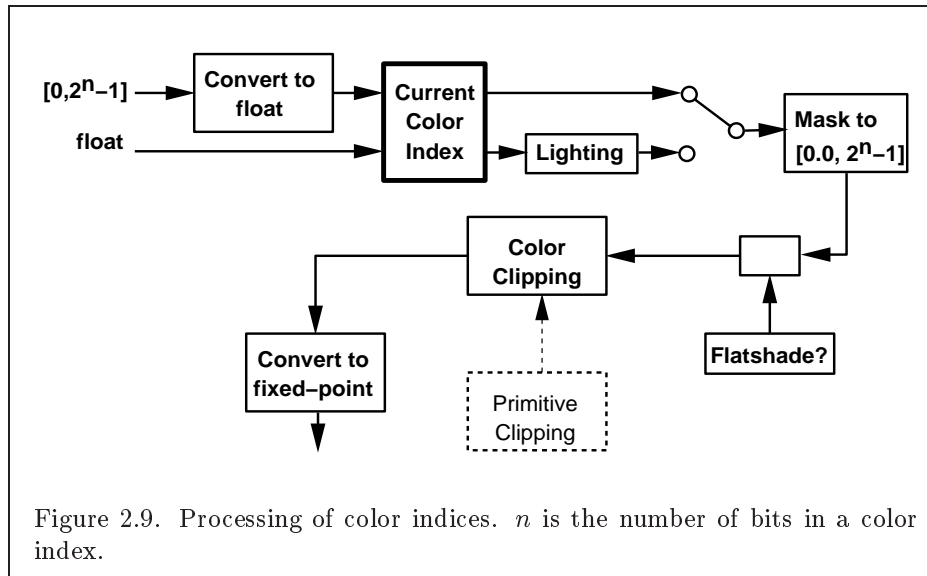 [0,2n−1]
Convert to
float
float
Current
Color
Index
Lighting
Mask to
[0.0, 2n−1]
Color
Clipping
Flatshade?
Convert to
fixed−point
Primitive
Clipping
Figure 2.9. Processing of color indices. n is the number of bits in a color
index.